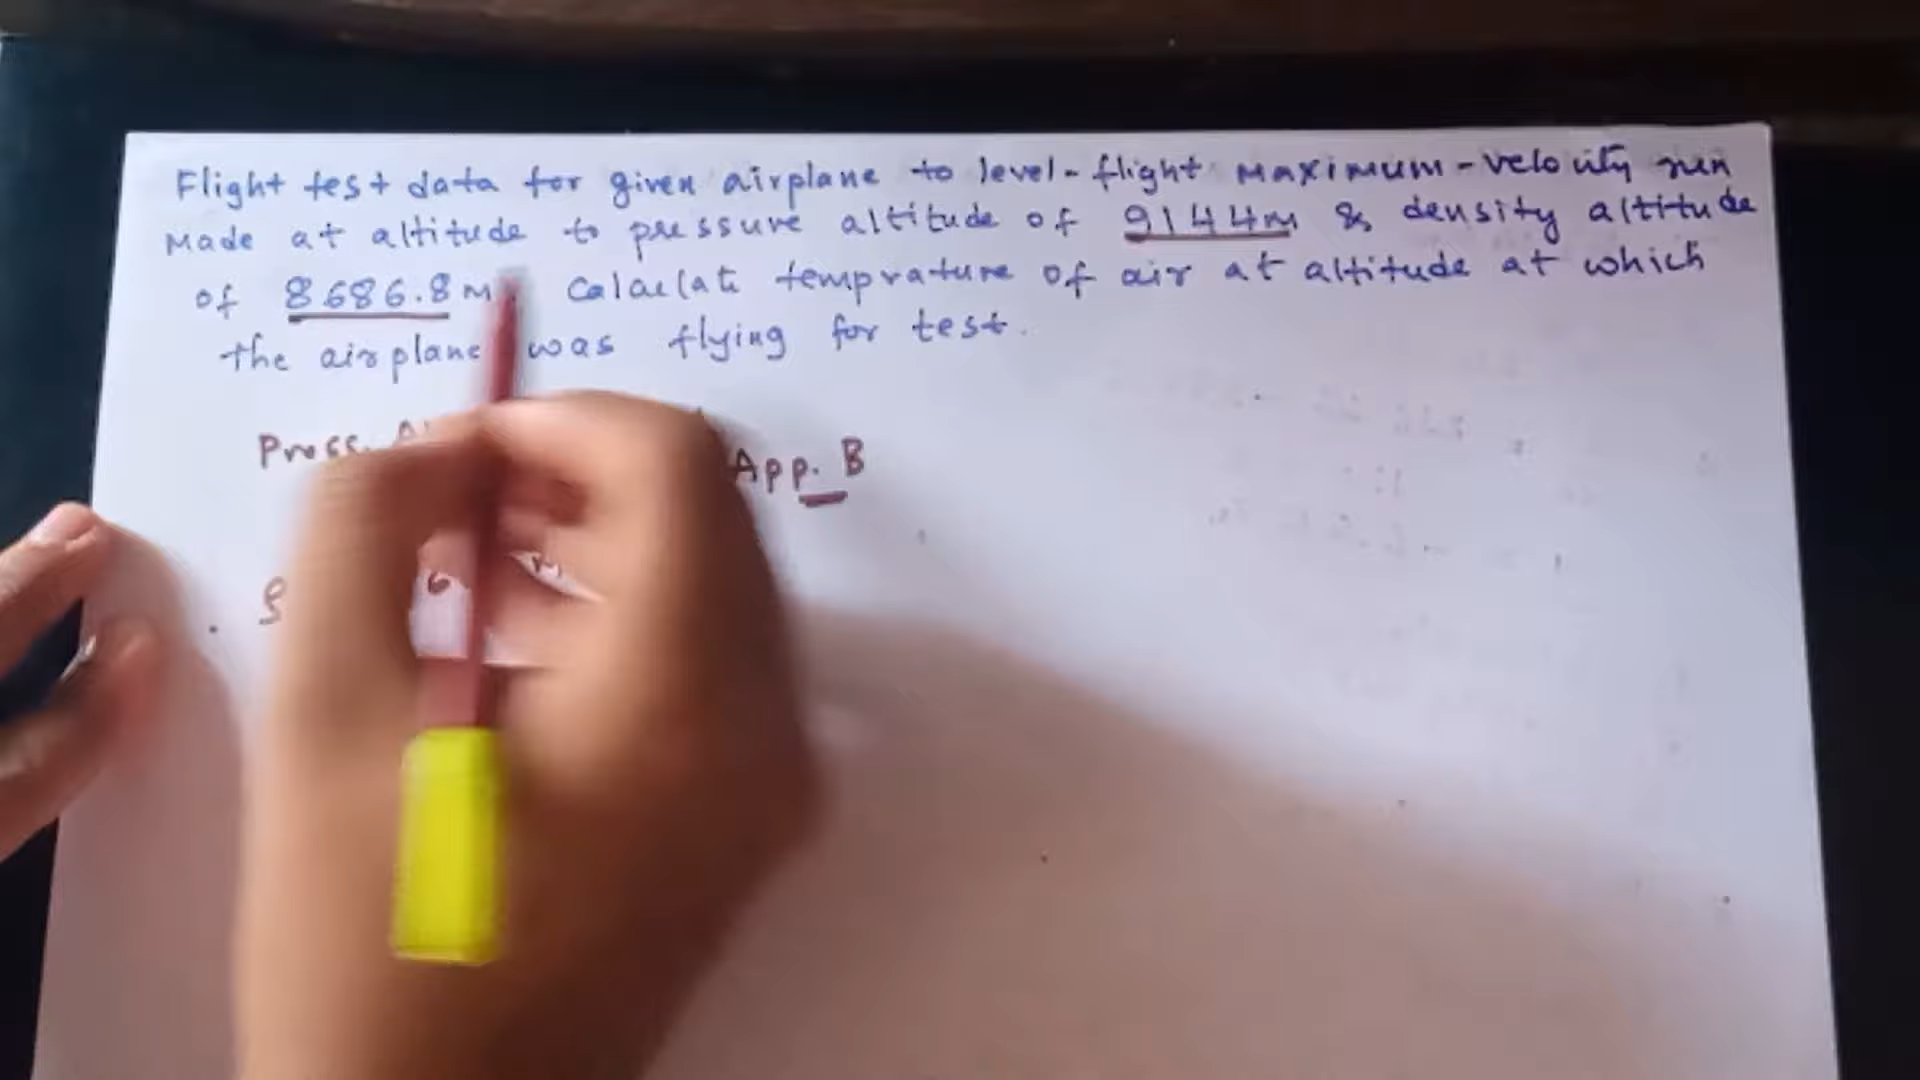 Flight test data for given airplane to level-flight maximum-velocity run
Made at altitude to pressure altitude of 9144m & density altitude
of 8686.8m Calculate temprature of air at altitude at which
the airplane was flying for test.
Press. App. B